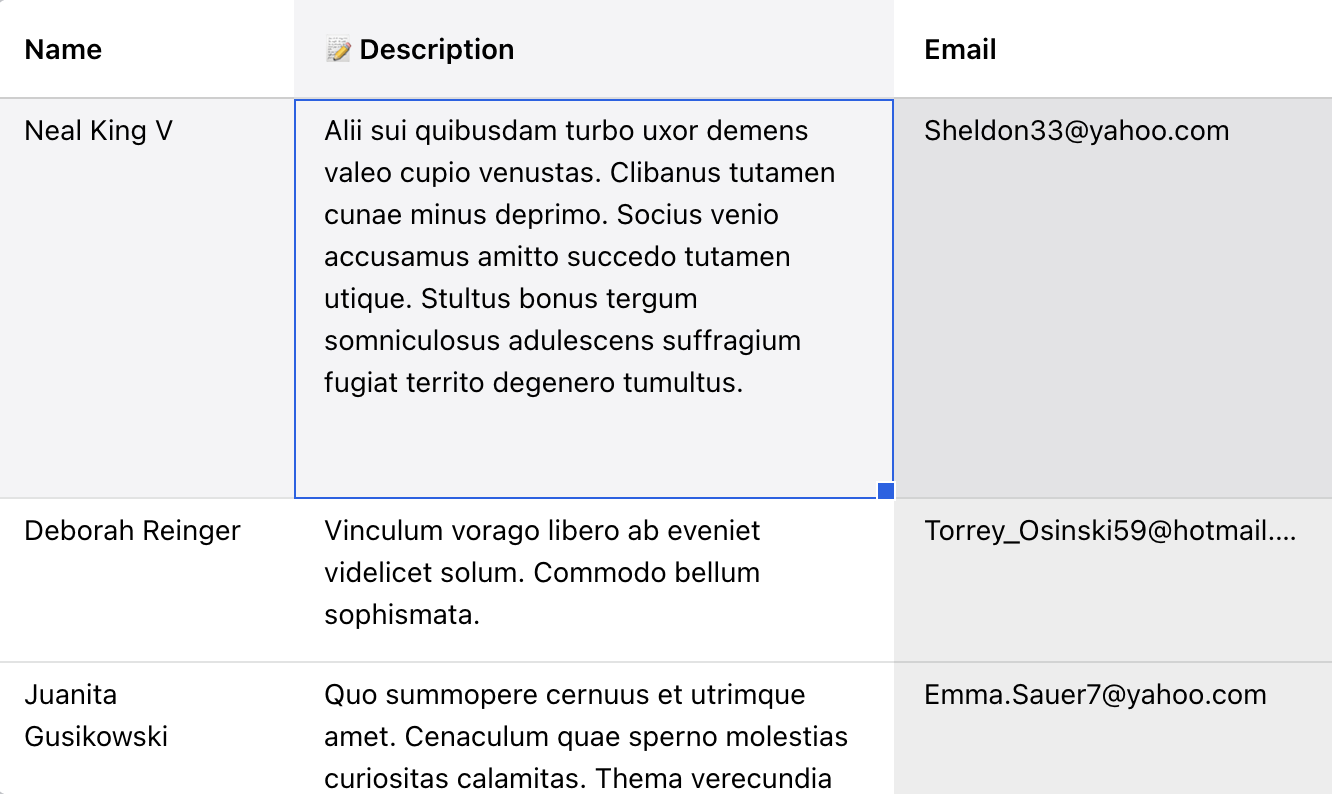 Name 📝 Description Email
Neal King V
Alii sui quibusdam turbo uxor demens
valeo cupio venustas. Clibanus tutamen
cunae minus deprimo. Socius venio
accusamus amitto succedo tutamen
utique. Stultus bonus tergum
somniculosus adulescens suffragium
fugiat territo degenero tumultus.
Sheldon33@yahoo.com
Deborah Reinger
Vinculum vorago libero ab eveniet
videlicet solum. Commodo bellum
sophismata.
Torrey_Osinski59@hotmail....
Juanita
Gusikowski
Quo summopere cernuus et utrimque
amet. Cenaculum quae sperno molestias
curiositas calamitas. Thema verecundia
Emma.Sauer7@yahoo.com